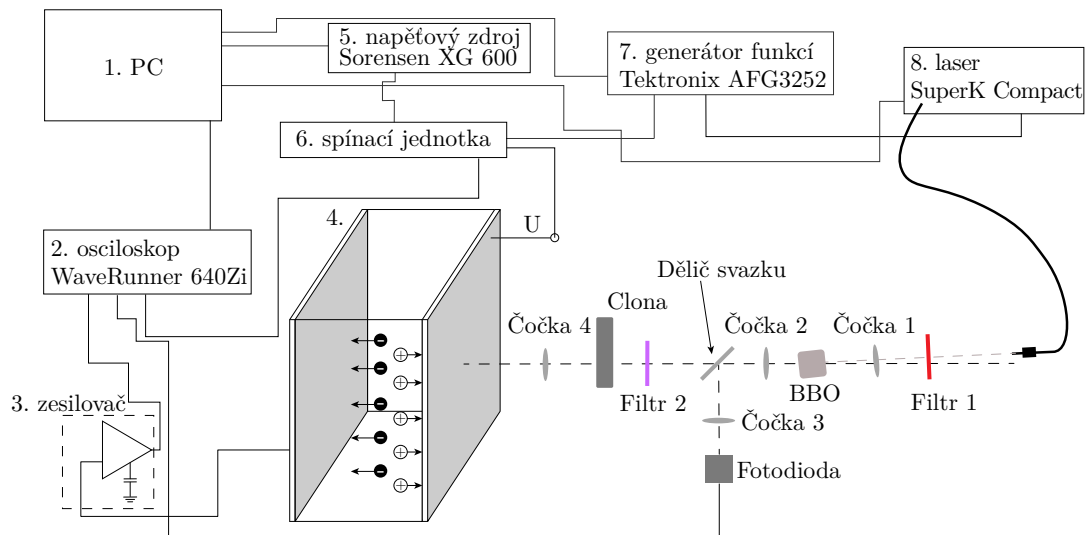 1. PC
5. napěťový zdroj
Sorensen XG 600
7. generátor funkcí
Tektronix AFG3252
8. laser
SuperK Compact
6. spínací jednotka
4.
U
2. osciloskop
WaveRunner 640Zi
Dělič svazku
Clona
Čočka 4
Čočka 2
Čočka 1
BBO
Filtr 2
Filtr 1
3. zesilovač
Čočka 3
Fotodioda